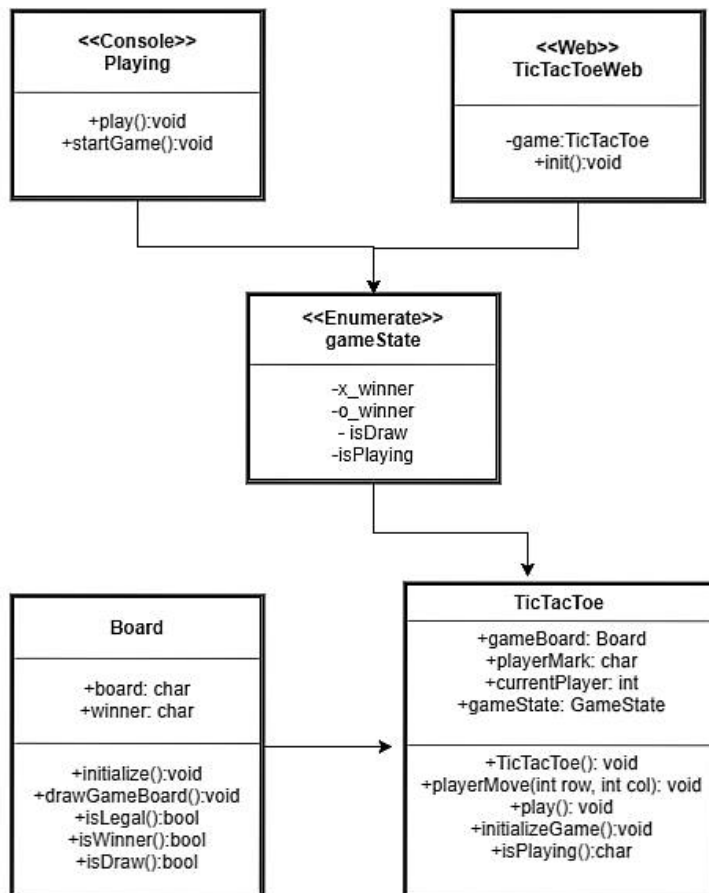 <<Console>>
Playing
+play():void
+startGame():void
<<Web>>
TicTacToeWeb
-game:TicTacToe
+init():void
<<Enumerate>>
gameState
-x_winner
-o_winner
- isDraw
-isPlaying
Board
+board: char
+winner: char
+initialize():void
+drawGameBoard():void
+isLegal():bool
+isWinner():bool
+isDraw():bool
TicTacToe
+gameBoard: Board
+playerMark: char
+currentPlayer: int
+gameState: GameState
+TicTacToe(): void
+playerMove(int row, int col): void
+play(): void
+initializeGame():void
+isPlaying():char